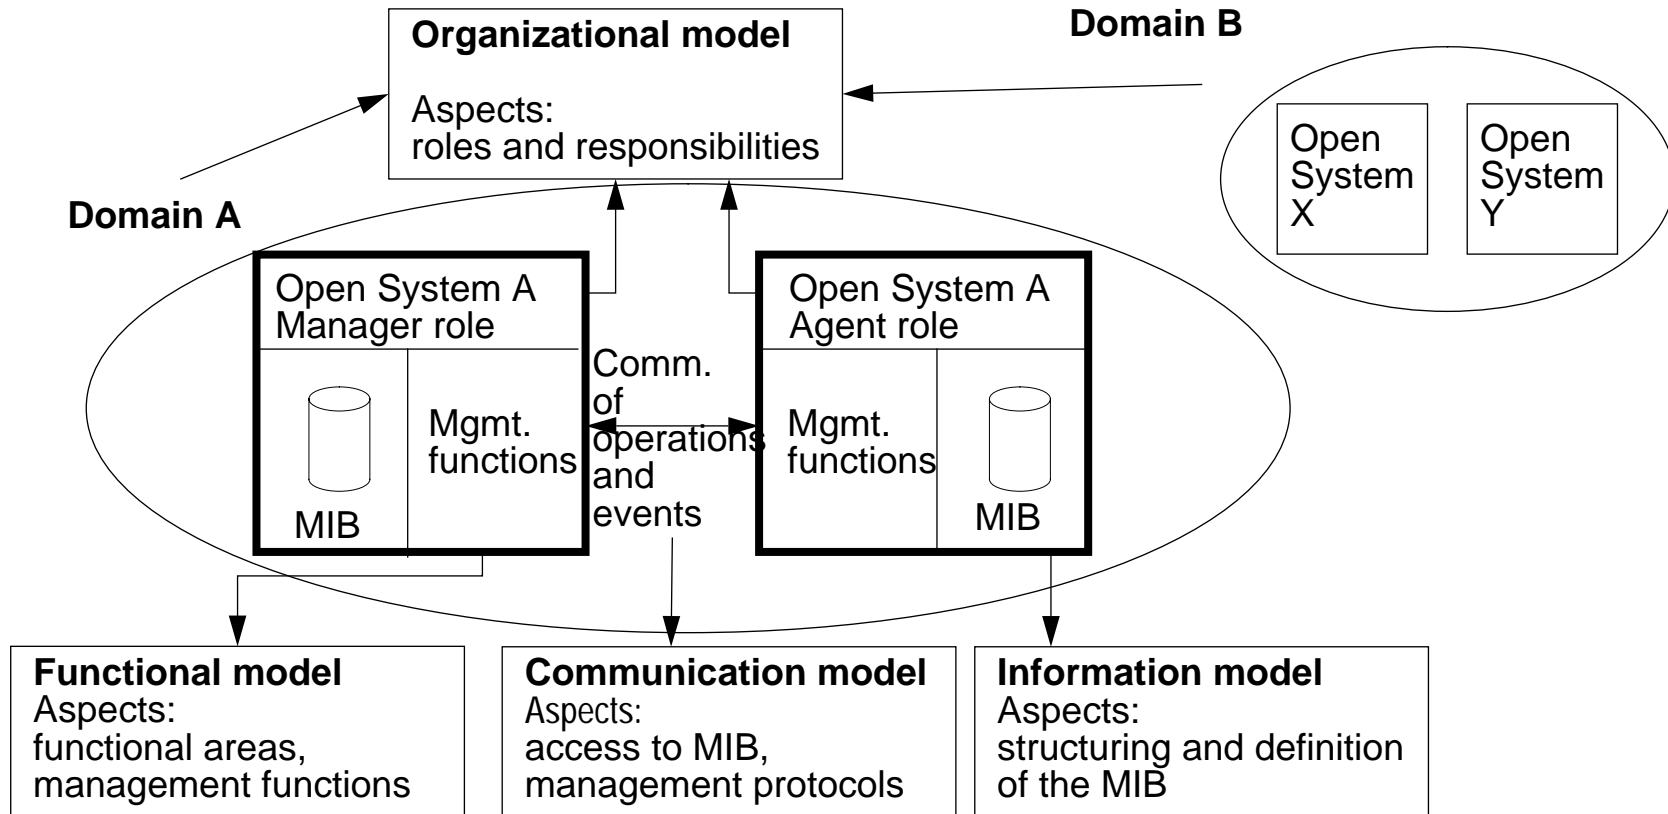 Organizational model
Aspects:
roles and responsibilities
Domain B
Open
System
X
Open
System
Y
Domain A
Open System A
Manager role
MIB
Mgmt.
functions
Comm.
of
operations
and
events
Open System A
Agent role
Mgmt.
functions
MIB
Functional model
Aspects:
functional areas,
management functions
Communication model
Aspects:
access to MIB,
management protocols
Information model
Aspects:
structuring and definition
of the MIB